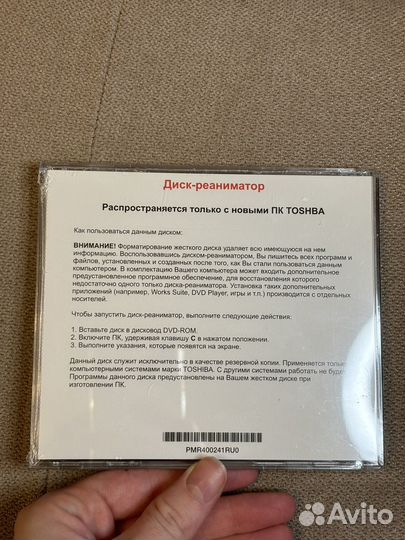 Диск-реаниматор
Распространяется только с новыми ПК TOSHBA
Как пользоваться данным диском:
ВНИМАНИЕ! Форматирование жесткого диска удаляет всю имеющуюся на нем
информацию. Воспользовавшись диском-реаниматором, Вы лишитесь всех программ и
файлов, установленных и созданных после того, как Вы стали пользоваться данным
компьютером. В комплектацию Вашего компьютера может входить дополнительное
предустановленное программное обеспечение, для восстановления которого
недостаточно одного только диска-реаниматора. Установка таких дополнительных
приложений (например, Works Suite, DVD Player, игры и т.п.) производится с отдельных
носителей.
Чтобы запустить диск-реаниматор, выполните следующие действия:
1. Вставьте диск в дисковод DVD-ROM.
2. Включите ПК, удерживая клавишу C в нажатом положении.
3. Выполните указания, которые появятся на экране.
Данный диск служит исключительно в качестве резервной копии. Применяется только
компьютерными системами марки TOSHIBA. С другими системами работать не буде
Программы данного диска предустановлены на Вашем жестком диске при
изготовлении ПК.
PMR400241RU0
Avito